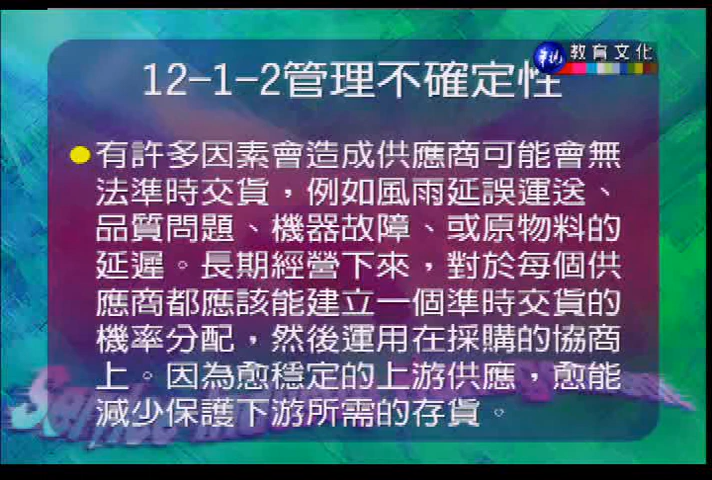 教育文化
12-1-2管理不確定性
有許多因素會造成供應商可能會無
法準時交貨，例如風雨延誤運送、
品質問題、機器故障、或原物料的
延遲。長期經營下來，對於每個供
應商都應該能建立一個準時交貨的
機率分配，然後運用在採購的協商
上。因為愈穩定的上游供應，愈能
減少保護下游所需的存貨。